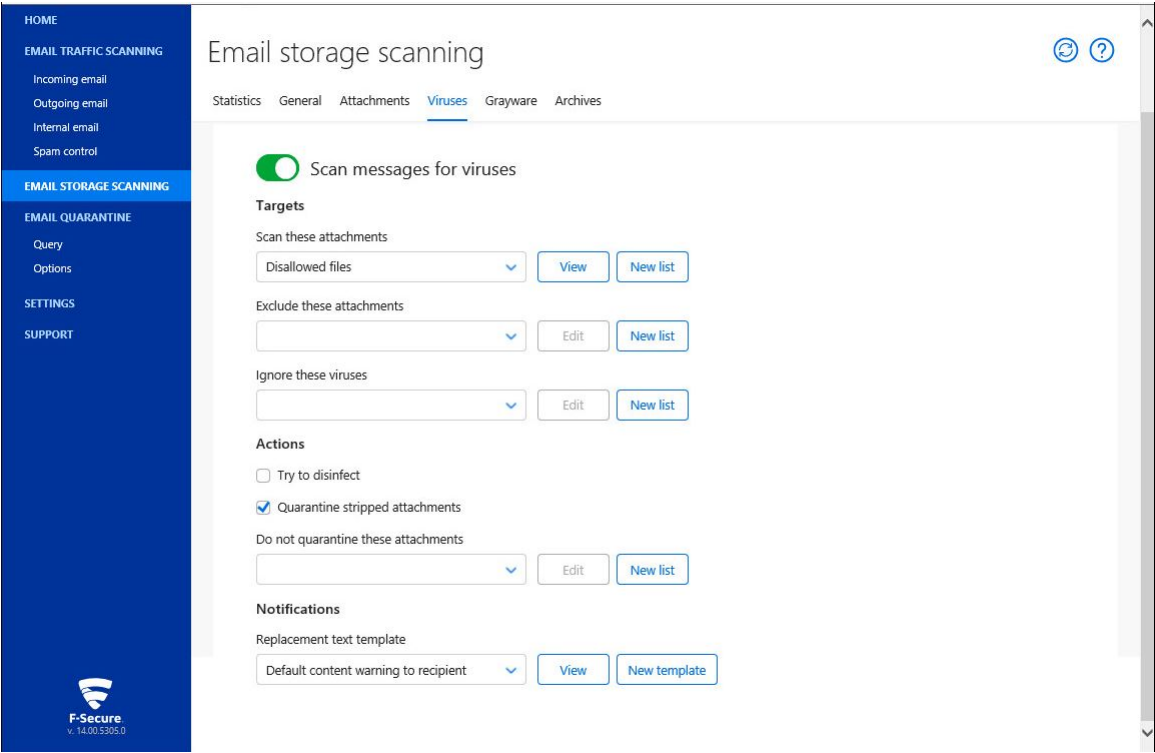 HOME
EMAIL TRAFFIC SCANNING
Incoming email
Outgoing email
Internal email
Spam control
EMAIL STORAGE SCANNING
EMAIL QUARANTINE
Query
Options
SETTINGS
SUPPORT
F-Secure.
v. 14.00.5305.0
Email storage scanning
Statistics General Attachments Viruses Grayware Archives
Scan messages for viruses
Targets
Scan these attachments
Disallowed files View New list
Exclude these attachments
Edit New list
Ignore these viruses
Edit New list
Actions
Try to disinfect
Quarantine stripped attachments
Do not quarantine these attachments
Edit New list
Notifications
Replacement text template
Default content warning to recipient View New template